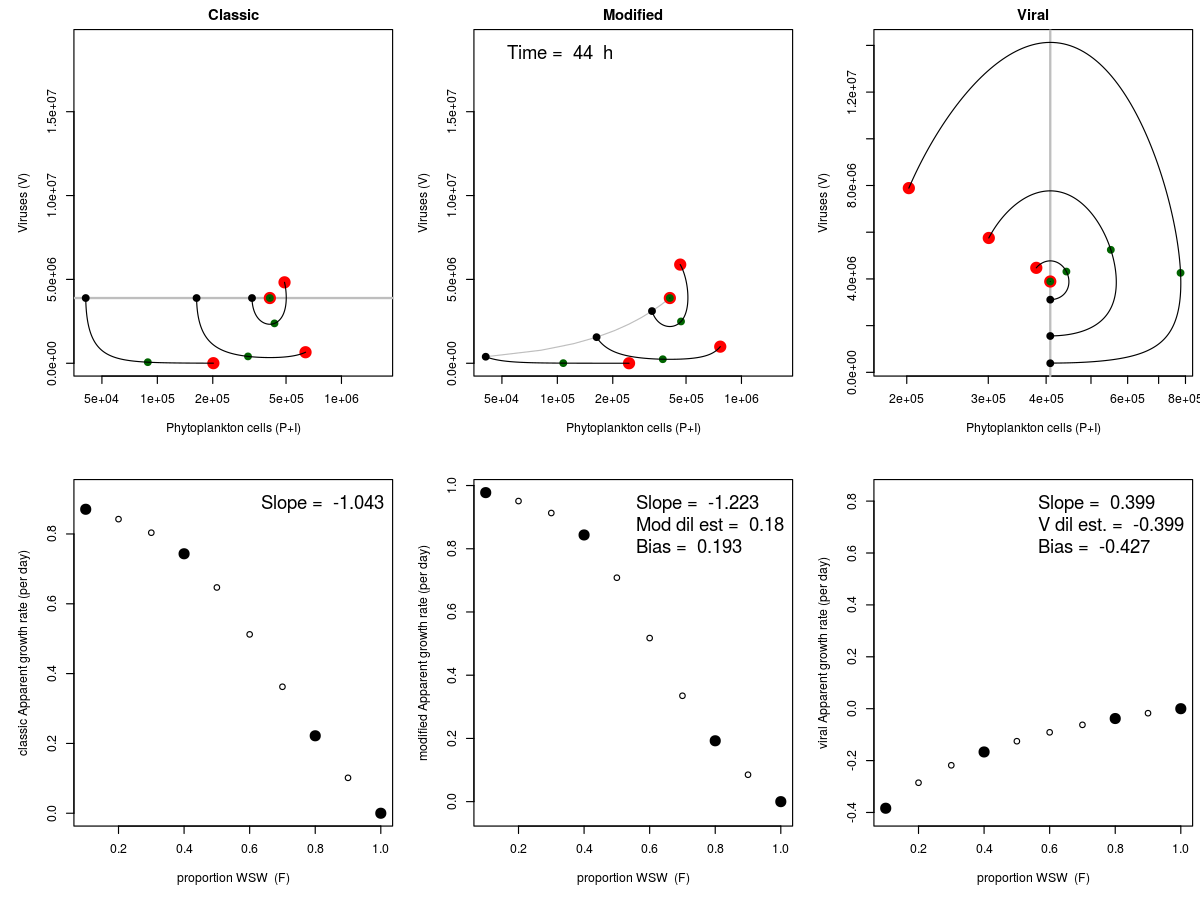 Classic
Viruses (V)
0.0e+00 5.0e+06 1.0e+07 1.5e+07
5e+04 1e+05 2e+05 5e+05 1e+06
Phytoplankton cells (P+I)
Modified
Time = 44 h
Viruses (V)
0.0e+00 5.0e+06 1.0e+07 1.5e+07
5e+04 1e+05 2e+05 5e+05 1e+06
Phytoplankton cells (P+I)
Viral
Viruses (V)
0.0e+00 4.0e+06 8.0e+06 1.2e+07
2e+05 3e+05 4e+05 6e+05 8e+05
Phytoplankton cells (P+I)
Slope = -1.043
classic Apparent growth rate (per day)
0.0 0.2 0.4 0.6 0.8
0.2 0.4 0.6 0.8 1.0
proportion WSW (F)
Slope = -1.223
Mod dil est = 0.18
Bias = 0.193
modified Apparent growth rate (per day)
0.0 0.2 0.4 0.6 0.8 1.0
0.2 0.4 0.6 0.8 1.0
proportion WSW (F)
Slope = 0.399
V dil est. = -0.399
Bias = -0.427
viral Apparent growth rate (per day)
-0.4 -0.2 0.0 0.2 0.4 0.6 0.8
0.2 0.4 0.6 0.8 1.0
proportion WSW (F)